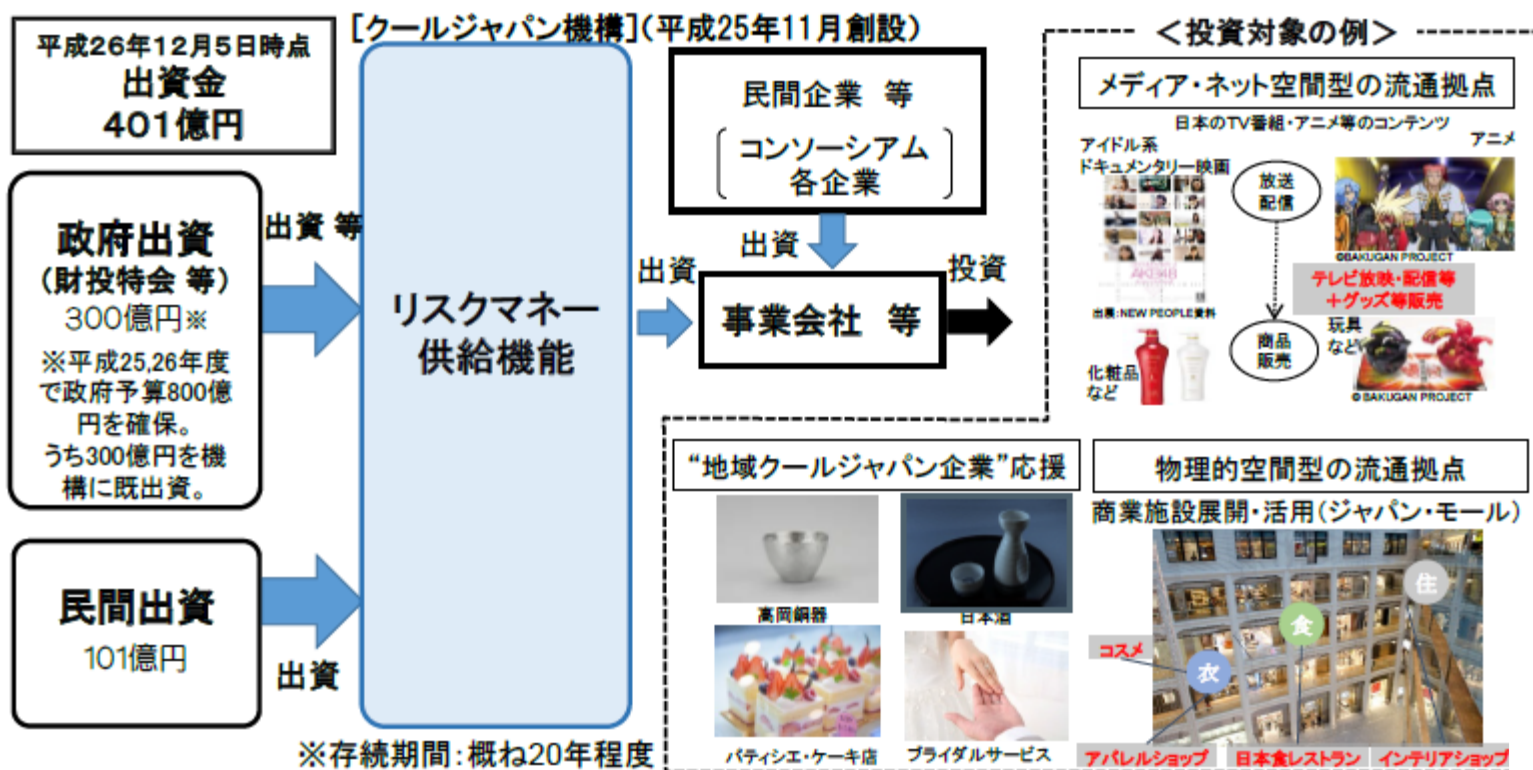 [クールジャパン機構](平成25年11月創設)
平成26年12月5日時点
出資金
401億円
政府出資
(財投特会 等)
300億円※
※平成25,26年度
で政府予算800億
円を確保。
うち300億円を機
構に既出資。
出資 等
民間出資
101億円
出資
リスクマネー
供給機能
※存続期間:概ね20年程度
民間企業 等
コンソーシアム
各企業
出資
出資
事業会社 等
投資
<投資対象の例>
メディア・ネット空間型の流通拠点
日本のTV番組・アニメ等のコンテンツ
アイドル系
ドキュメンタリー映画
アニメ
放送
配信
AKB48
©BAKUGAN PROJECT
テレビ放映・配信等
+グッズ等販売
出展:NEW PEOPLE資料
商品
販売
玩具
など
化粧品
など
©BAKUGAN PROJECT
“地域クールジャパン企業”応援
高岡銅器
日本酒
パティシエ・ケーキ店
ブライダルサービス
物理的空間型の流通拠点
商業施設展開・活用(ジャパン・モール)
住
食
衣
コスメ
アパレルショップ
日本食レストラン
インテリアショップ